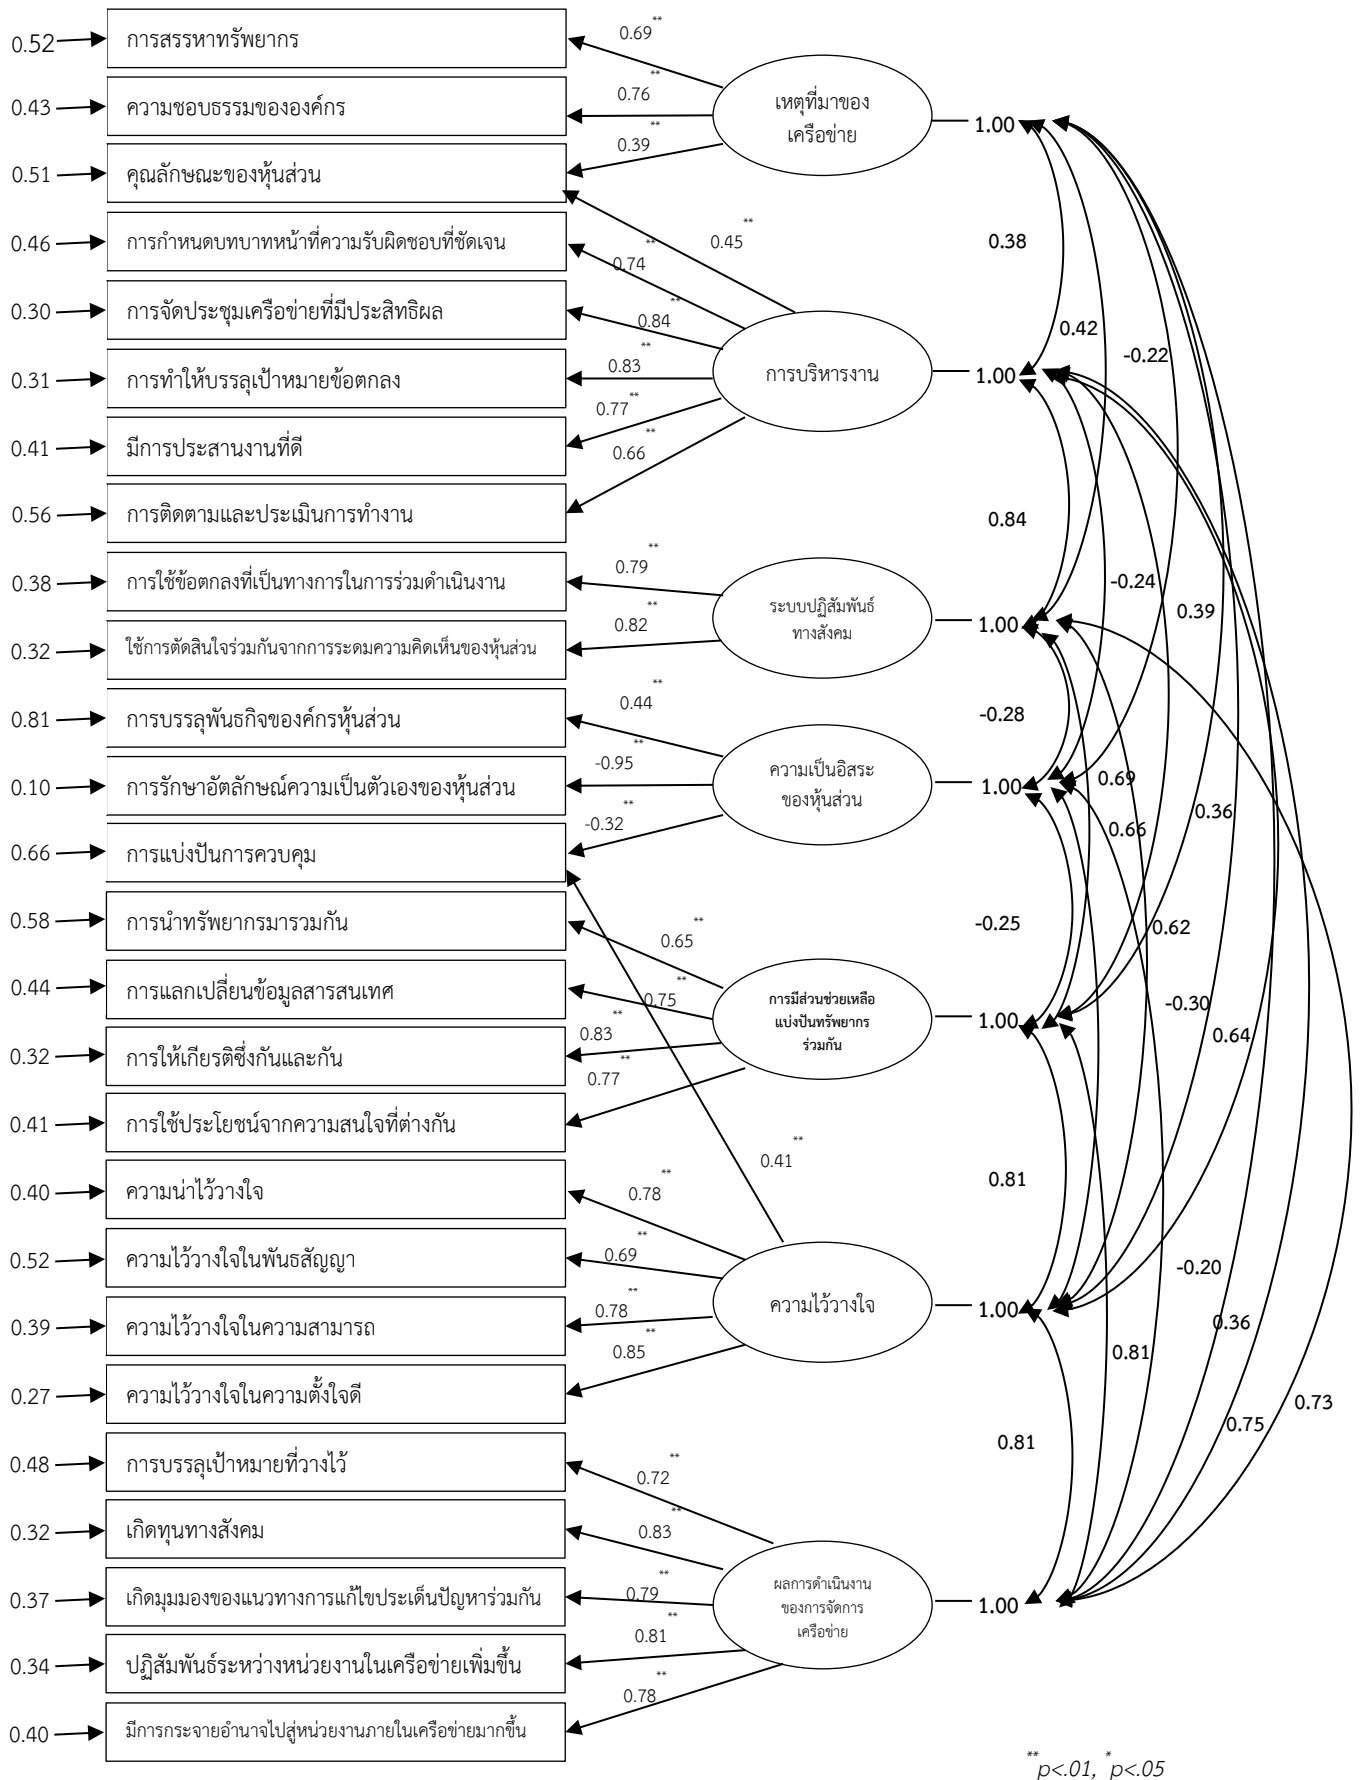 0.52
การสรรหาทรัพยากร
0.69**
0.43
ความชอบธรรมขององค์กร
0.76**
0.51
คุณลักษณะของหุ้นส่วน
0.39**
เหตุที่มาของ
เครือข่าย
1.00
0.46
การกำหนดบทบาทหน้าที่ความรับผิดชอบที่ชัดเจน
0.45**
0.74**
0.38
0.30
การจัดประชุมเครือข่ายที่มีประสิทธิผล
0.84**
0.42
-0.22
0.31
การทำให้บรรลุเป้าหมายข้อตกลง
0.83**
การบริหารงาน
1.00
0.41
มีการประสานงานที่ดี
0.77**
0.66**
0.56
การติดตามและประเมินการทำงาน
0.84
0.38
การใช้ข้อตกลงที่เป็นทางการในการร่วมดำเนินงาน
0.79**
-0.24
0.39
0.32
ใช้การตัดสินใจร่วมกันจากการระดมความคิดเห็นของหุ้นส่วน
0.82**
ระบบปฏิสัมพันธ์
ทางสังคม
1.00
0.81
การบรรลุพันธกิจขององค์กรหุ้นส่วน
0.44**
-0.28
0.10
การรักษาอัตลักษณ์ความเป็นตัวเองของหุ้นส่วน
-0.95**
ความเป็นอิสระ
ของหุ้นส่วน
1.00
0.69
0.36
0.66
0.66
การแบ่งปันการควบคุม
-0.32**
0.58
การนำทรัพยากรมารวมกัน
0.65**
-0.25
0.62
0.44
การแลกเปลี่ยนข้อมูลสารสนเทศ
0.75**
การมีส่วนช่วยเหลือ
แบ่งปันทรัพยากร
ร่วมกัน
1.00
-0.30
0.64
0.32
การให้เกียรติซึ่งกันและกัน
0.83**
0.77**
0.41
การใช้ประโยชน์จากความสนใจที่ต่างกัน
0.41**
0.81
0.40
ความน่าไว้วางใจ
0.78**
0.52
ความไว้วางใจในพันธสัญญา
0.69**
-0.20
0.39
ความไว้วางใจในความสามารถ
0.78**
ความไว้วางใจ
1.00
0.36
0.85**
0.81
0.27
ความไว้วางใจในความตั้งใจดี
0.73
0.75
0.81
0.48
การบรรลุเป้าหมายที่วางไว้
0.72**
0.32
เกิดทุนทางสังคม
0.83**
0.37
เกิดมุมมองของแนวทางการแก้ไขประเด็นปัญหาร่วมกัน
0.79**
ผลการดำเนินงาน
ของการจัดการ
เครือข่าย
1.00
0.34
ปฏิสัมพันธ์ระหว่างหน่วยงานในเครือข่ายเพิ่มขึ้น
0.81**
0.78**
0.40
มีการกระจายอำนาจไปสู่หน่วยงานภายในเครือข่ายมากขึ้น
**p<.01, *p<.05